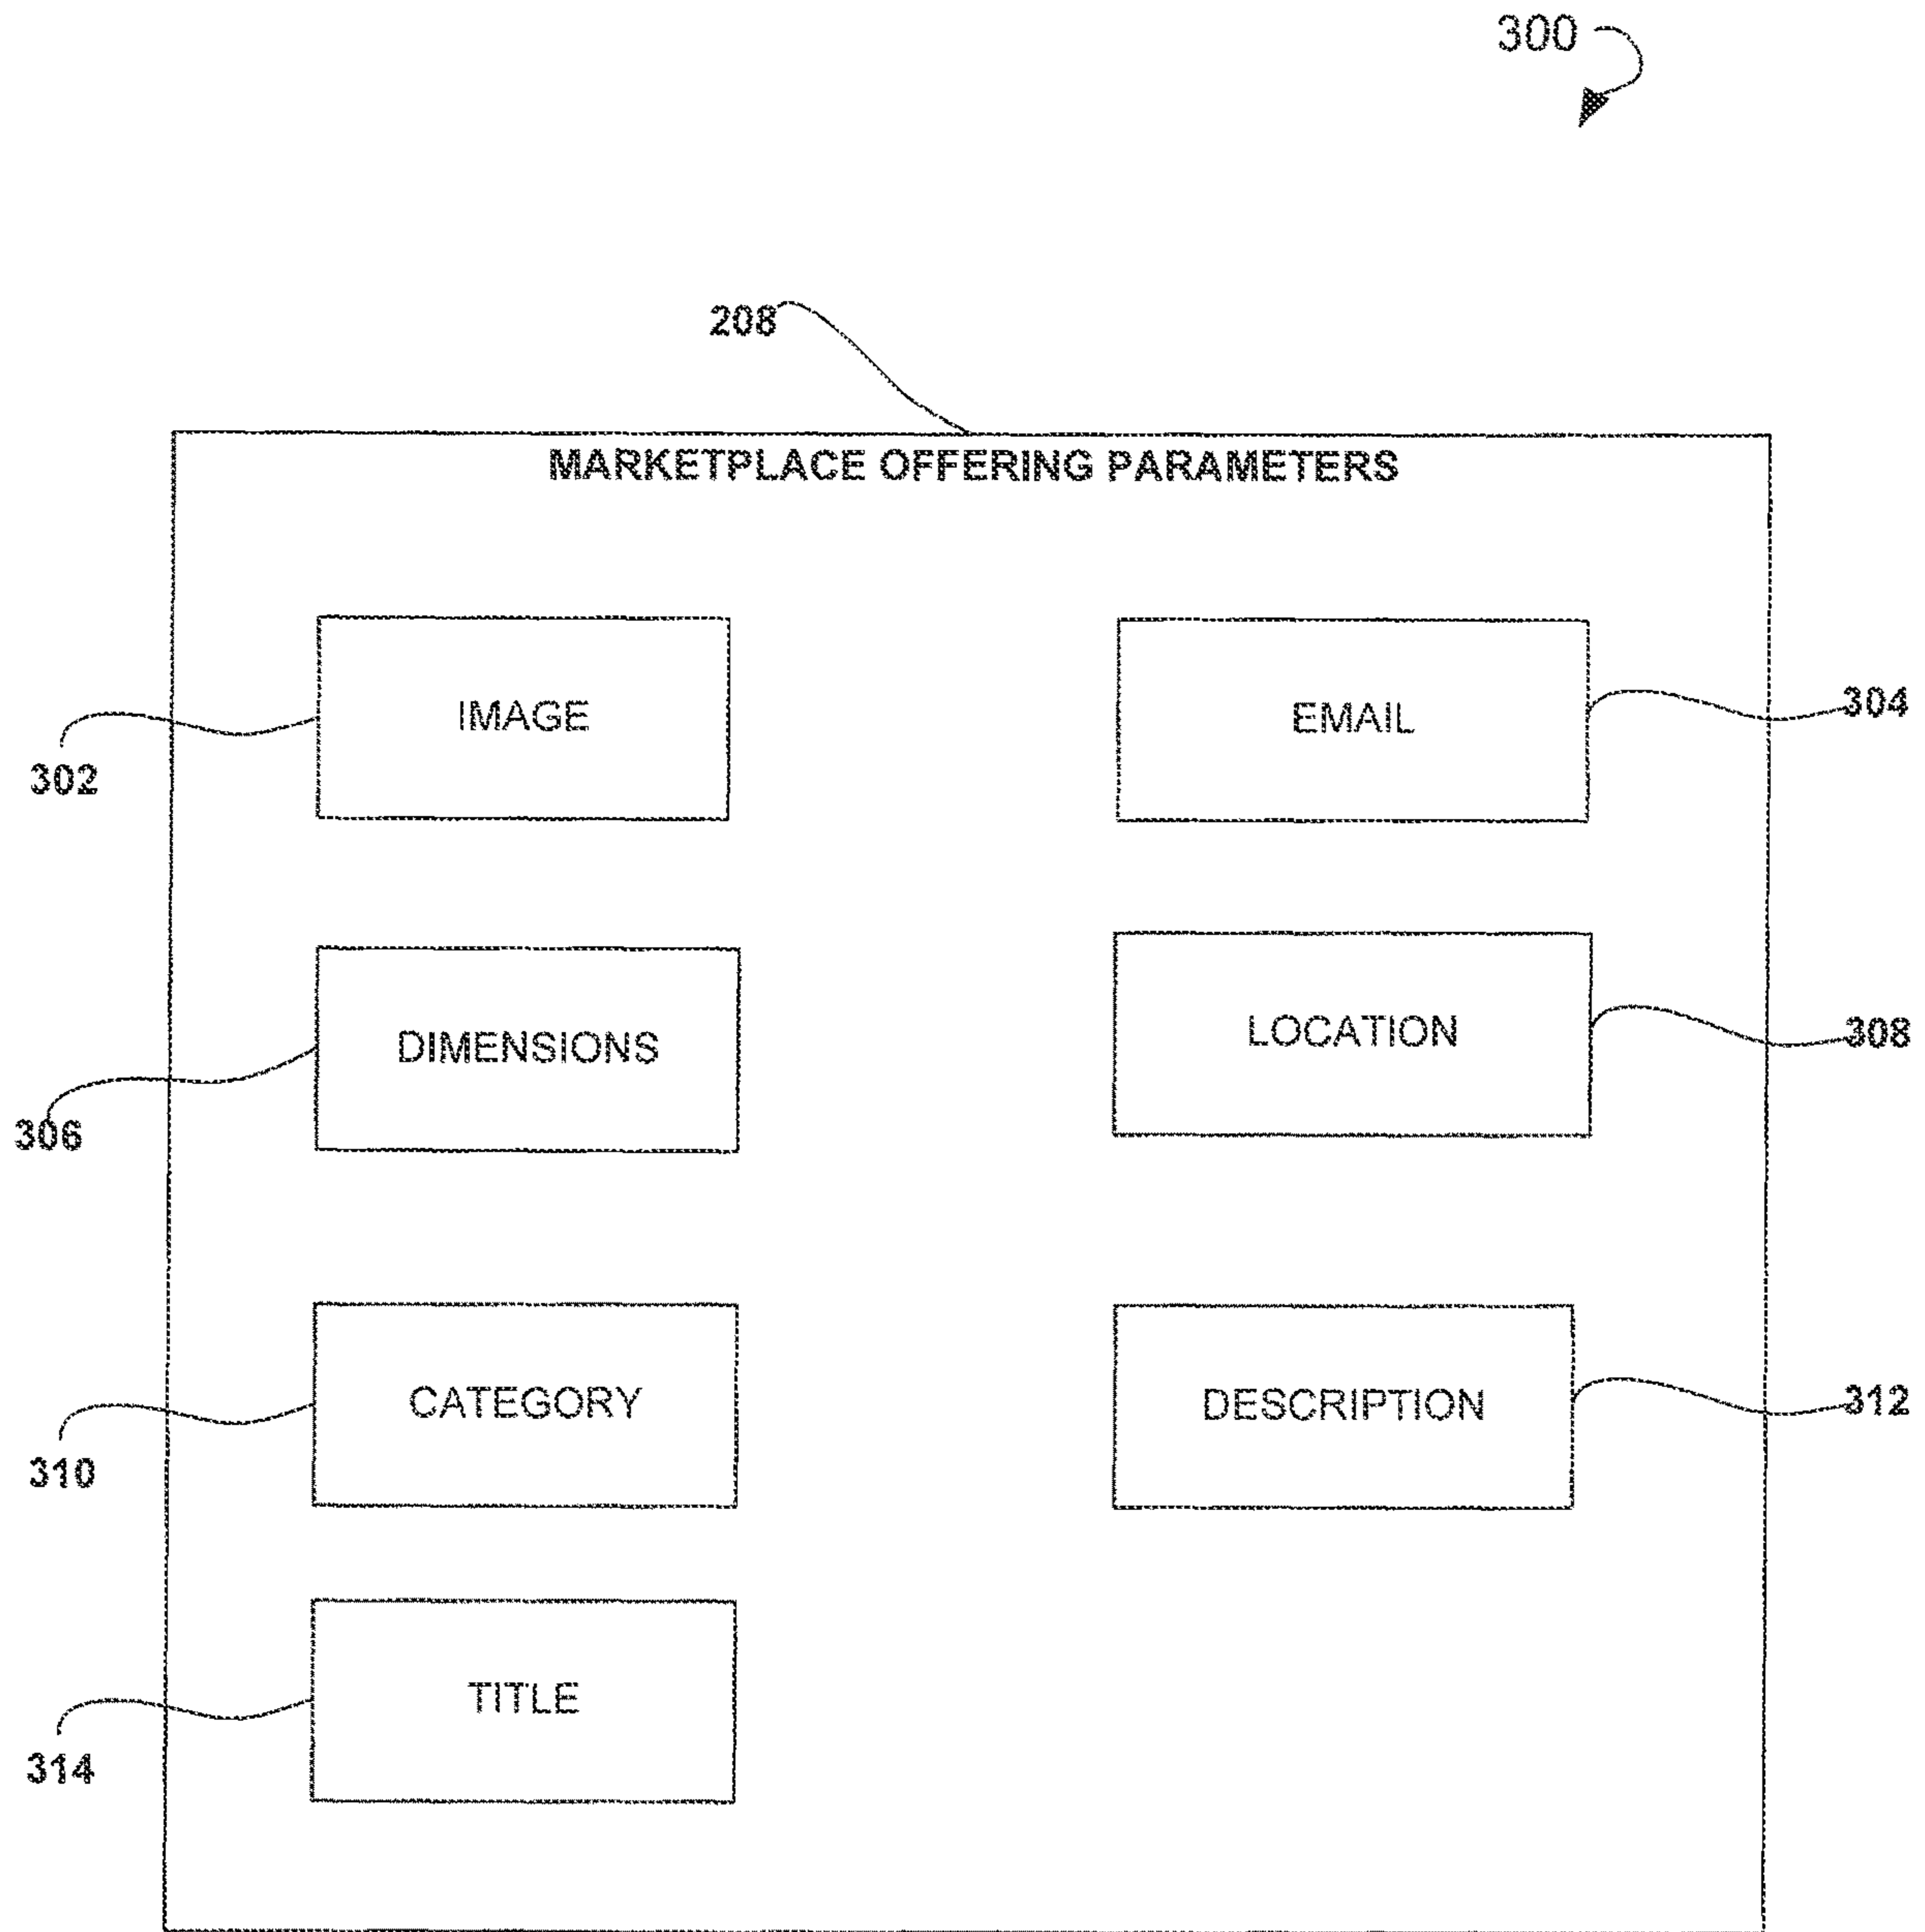 300
208
MARKETPLACE OFFERING PARAMETERS
IMAGE
EMAIL
302
304
DIMENSIONS
LOCATION
306
308
CATEGORY
DESCRIPTION
310
312
TITLE
314